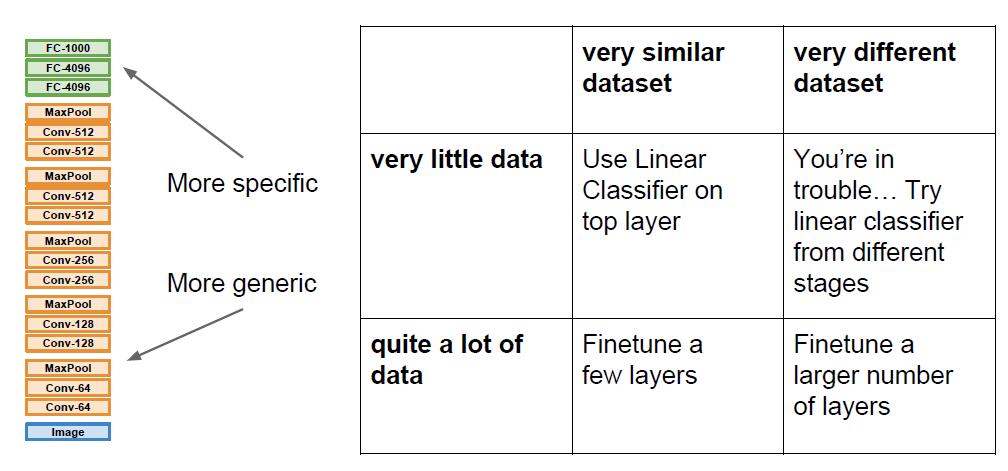 FC-1000
FC-4096
FC-4096
MaxPool
Conv-512
Conv-512
MaxPool
Conv-512
Conv-512
MaxPool
Conv-256
Conv-256
MaxPool
Conv-128
Conv-128
MaxPool
Conv-64
Conv-64
Image
More specific
More generic
very similar
dataset
very different
dataset
very little data
Use Linear
Classifier on
top layer
You’re in
trouble… Try
linear classifier
from different
stages
quite a lot of
data
Finetune a
few layers
Finetune a
larger number
of layers